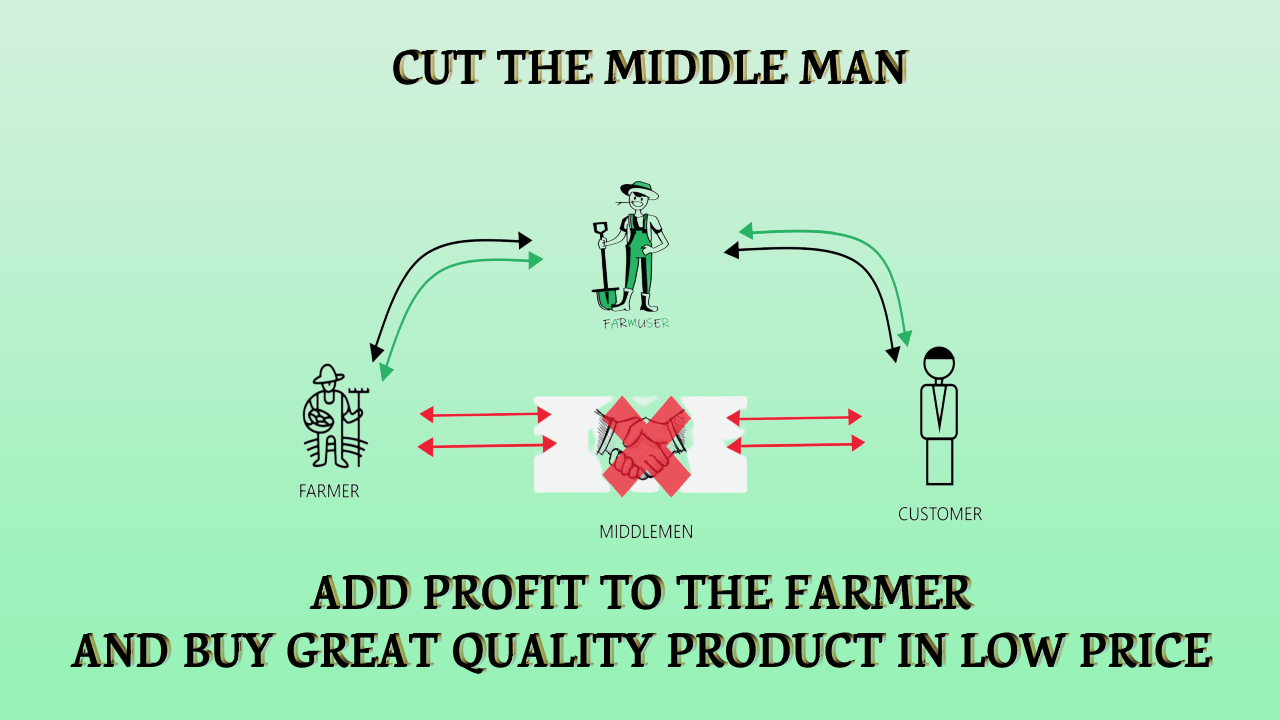 CUT THE MIDDLE MAN
FARMUSER
FARMER
CUSTOMER
MIDDLEMEN
ADD PROFIT TO THE FARMER
AND BUY GREAT QUALITY PRODUCT IN LOW PRICE